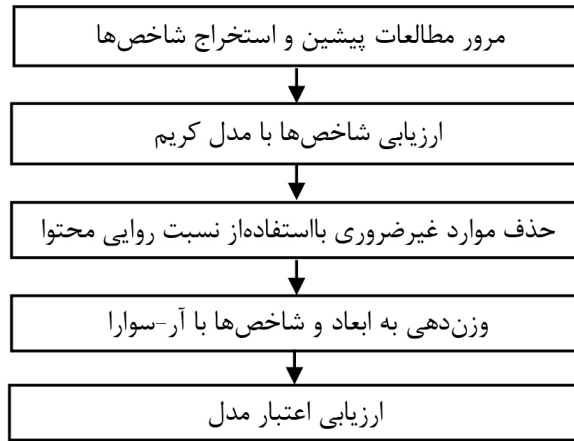 مرور مطالعات پیشین و استخراج شاخص‌ها
ارزیابی شاخص‌ها با مدل کریم
حذف موارد غیرضروری بااستفاده‌از نسبت روایی محتوا
وزن‌دهی به ابعاد و شاخص‌ها با آر-سوارا
ارزیابی اعتبار مدل